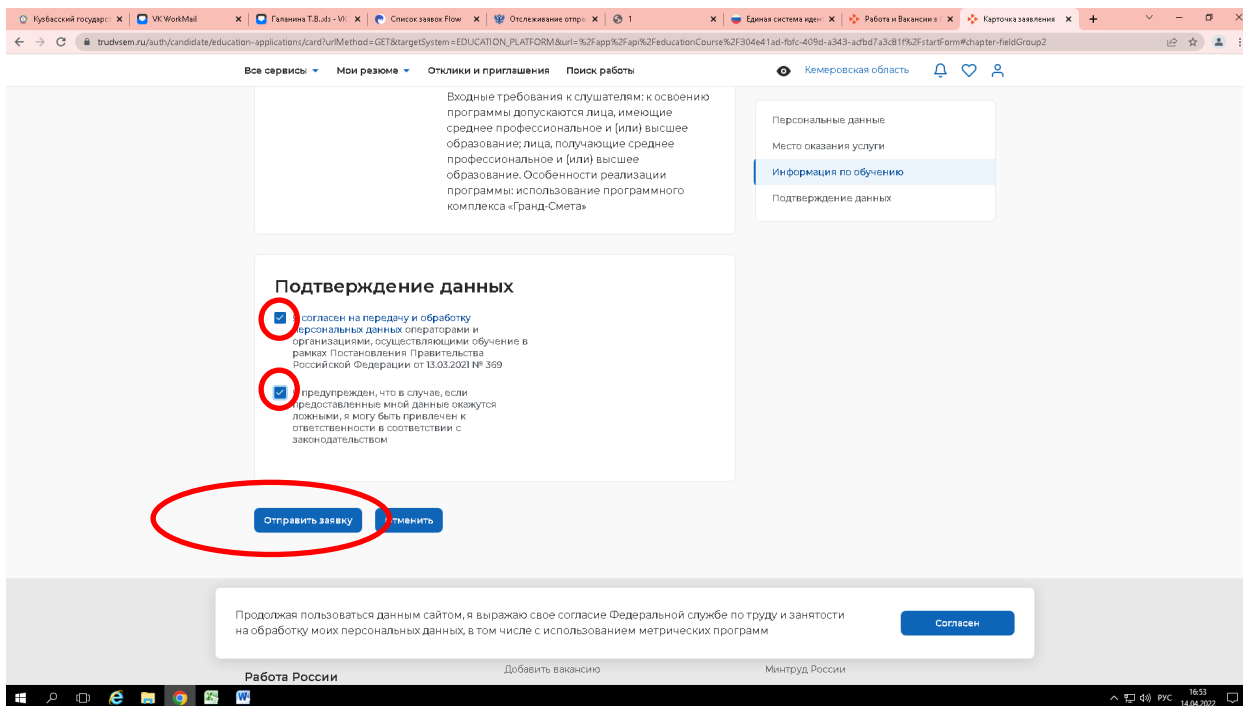 Кузбасский государст
VK WorkMail
Галанина Т.В..xls - VK
Список заявок Flow
Отслеживание отпра
1
Единая система иден
Работа и Вакансии в
Карточка заявления
trudvsem.ru/auth/candidate/education-applications/card?urlMethod=GET&targetSystem=EDUCATION_PLATFORM&url=%2Fapp%2Fapi%2FeducationCourse%2F304e41ad-fbfc-409d-a343-acfbd7a3c81f%2FstartForm#chapter-fieldGroup2
Все сервисы Мои резюме Отклики и приглашения Поиск работы Кемеровская область
Входные требования к слушателям: к освоению
программы допускаются лица, имеющие
среднее профессиональное и (или) высшее
образование; лица, получающие среднее
профессиональное и (или) высшее
образование. Особенности реализации
программы: использование программного
комплекса «Гранд-Смета»
Персональные данные
Место оказания услуги
Информация по обучению
Подтверждение данных
Подтверждение данных
согласен на передачу и обработку
персональных данных операторами и
организациями, осуществляющими обучение в
рамках Постановления Правительства
Российской Федерации от 13.03.2021 № 369
предупрежден, что в случае, если
предоставленные мной данные окажутся
ложными, я могу быть привлечен к
ответственности в соответствии с
законодательством
Отправить заявку Отменить
Продолжая пользоваться данным сайтом, я выражаю свое согласие Федеральной службе по труду и занятости
на обработку моих персональных данных, в том числе с использованием метрических программ
Согласен
Работа России
Добавить вакансию
Минтруд России
РУС
16:53
14.04.2022